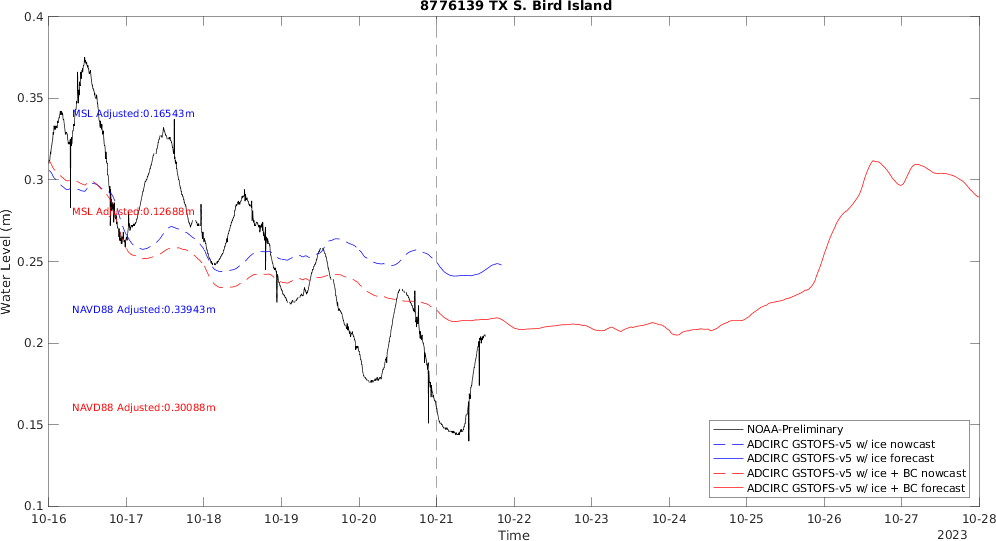 8776139 TX S. Bird Island
0.4
0.35
0.3
0.25
0.2
0.15
0.1
Water Level (m)
MSL Adjusted:0.16543m
MSL Adjusted:0.12688m
NAVD88 Adjusted:0.33943m
NAVD88 Adjusted:0.30088m
NOAA-Preliminary
ADCIRC GSTOFS-v5 w/ ice nowcast
ADCIRC GSTOFS-v5 w/ ice forecast
ADCIRC GSTOFS-v5 w/ ice + BC nowcast
ADCIRC GSTOFS-v5 w/ ice + BC forecast
10-16 10-17 10-18 10-19 10-20 10-21 10-22 10-23 10-24 10-25 10-26 10-27 10-28
Time
2023